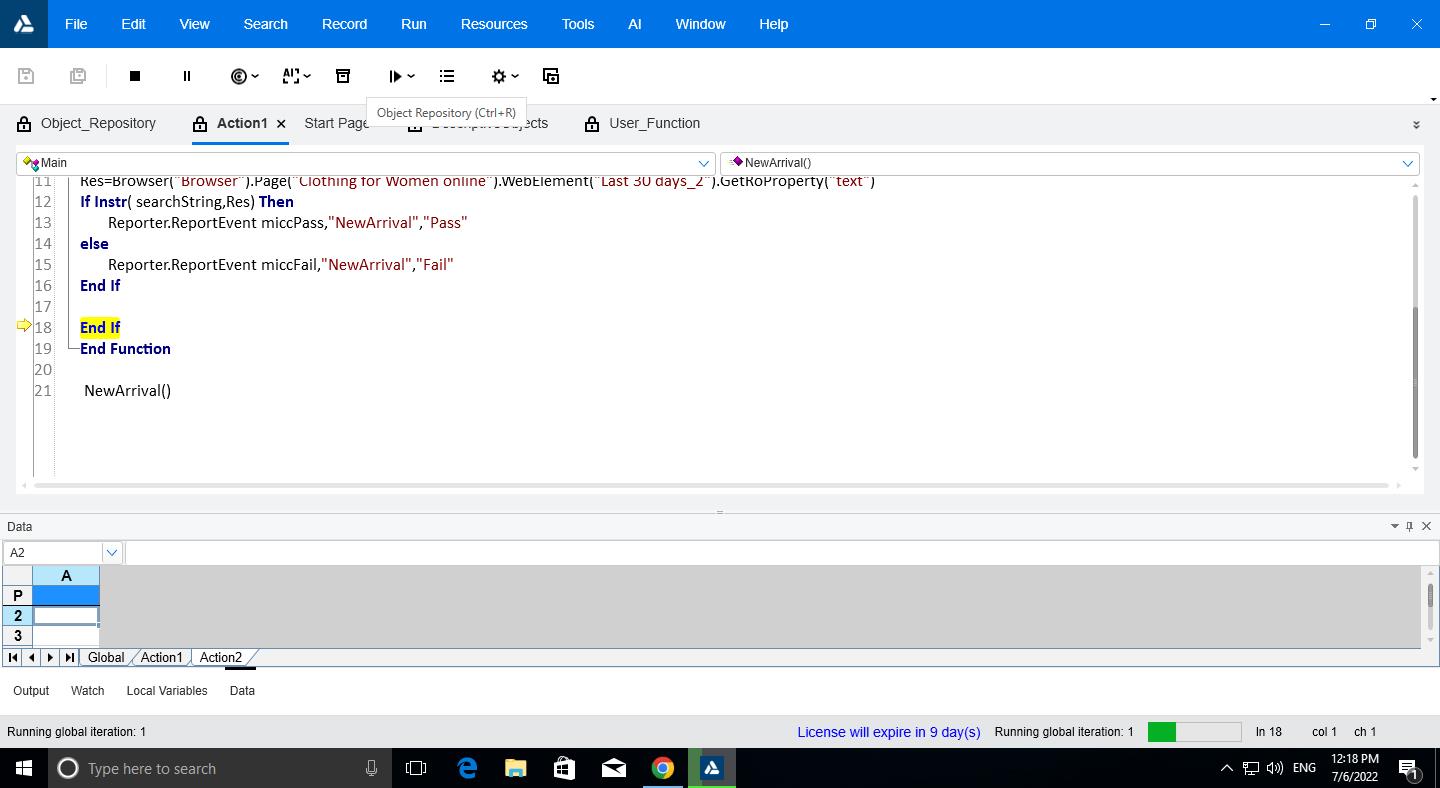 File Edit View Search Record Run Resources Tools AI Window Help
AI
Object Repository (Ctrl+R)
Object_Repository Action1 Start Page DescriptiveObjects User_Function
Main NewArrival()
11 Res=Browser("Browser").Page("Clothing for Women online").WebElement("Last 30 days_2").GetRoProperty("text")
12 If Instr( searchString,Res) Then
13 Reporter.ReportEvent miccPass,"NewArrival","Pass"
14 else
15 Reporter.ReportEvent miccFail,"NewArrival","Fail"
16 End If
17
18 End If
19 End Function
20
21 NewArrival()
Data
A2
A
P
2
3
Global Action1 Action2
Output Watch Local Variables Data
Running global iteration: 1 License will expire in 9 day(s) Running global iteration: 1 ln 18 col 1 ch 1
Type here to search ENG 12:18 PM
7/6/2022
1